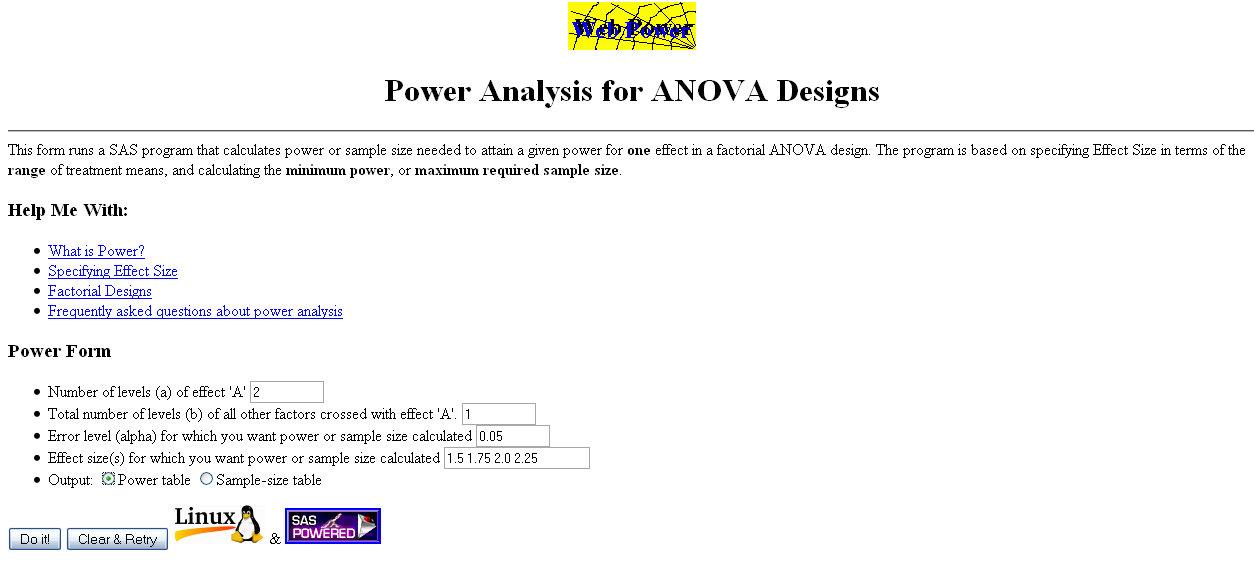 Web Power
Power Analysis for ANOVA Designs
This form runs a SAS program that calculates power or sample size needed to attain a given power for one effect in a factorial ANOVA design. The program is based on specifying Effect Size in terms of the
range of treatment means, and calculating the minimum power, or maximum required sample size.
Help Me With:
What is Power?
Specifying Effect Size
Factorial Designs
Frequently asked questions about power analysis
Power Form
Number of levels (a) of effect 'A' 2
Total number of levels (b) of all other factors crossed with effect 'A'. 1
Error level (alpha) for which you want power or sample size calculated 0.05
Effect size(s) for which you want power or sample size calculated 1.5 1.75 2.0 2.25
Output: Power table Sample-size table
Do it! Clear & Retry Linux & SAS POWERED